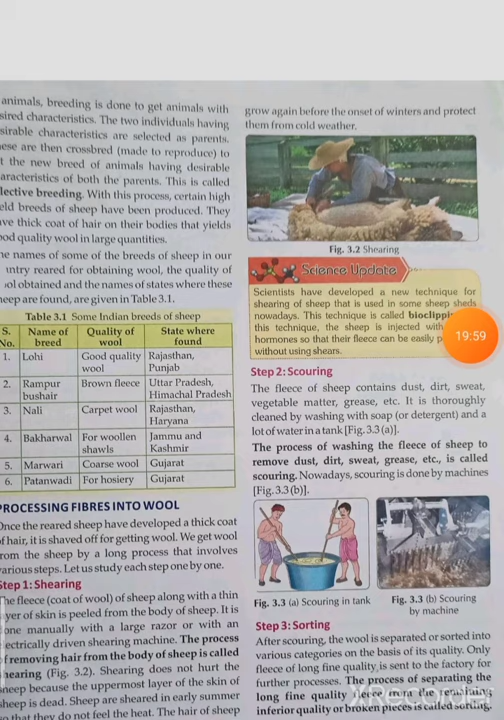 animals, breeding is done to get animals with
sired characteristics. The two individuals having
sirable characteristics are selected as parents.
ese are then crossbred (made to reproduce) to
t the new breed of animals having desirable
aracteristics of both the parents. This is called
lective breeding. With this process, certain high
eld breeds of sheep have been produced. They
ve thick coat of hair on their bodies that yields
ood quality wool in large quantities.
he names of some of the breeds of sheep in our
untry reared for obtaining wool, the quality of
ol obtained and the names of states where these
eep are found, are given in Table 3.1.
Table 3.1 Some Indian breeds of sheep
S. No. Name of breed Quality of wool State where found
1. Lohi Good quality wool Rajasthan, Punjab
2. Rampur bushair Brown fleece Uttar Pradesh, Himachal Pradesh
3. Nali Carpet wool Rajasthan, Haryana
4. Bakharwal For woollen shawls Jammu and Kashmir
5. Marwari Coarse wool Gujarat
6. Patanwadi For hosiery Gujarat
PROCESSING FIBRES INTO WOOL
Once the reared sheep have developed a thick coat
of hair, it is shaved off for getting wool. We get wool
from the sheep by a long process that involves
various steps. Let us study each step one by one.
Step 1: Shearing
The fleece (coat of wool) of sheep along with a thin
layer of skin is peeled from the body of sheep. It is
done manually with a large razor or with an
electrically driven shearing machine. The process
of removing hair from the body of sheep is called
shearing (Fig. 3.2). Shearing does not hurt the
sheep because the uppermost layer of the skin of
sheep is dead. Sheep are sheared in early summer
so that they do not feel the heat. The hair of sheep
grow again before the onset of winters and protect
them from cold weather.
Fig. 3.2 Shearing
Science Update
Scientists have developed a new technique for
shearing of sheep that is used in some sheep sheds
nowadays. This technique is called bioclippi
this technique, the sheep is injected with
hormones so that their fleece can be easily p
without using shears.
19:59
Step 2: Scouring
The fleece of sheep contains dust, dirt, sweat,
vegetable matter, grease, etc. It is thoroughly
cleaned by washing with soap (or detergent) and a
lot of water in a tank [Fig. 3.3 (a)].
The process of washing the fleece of sheep to
remove dust, dirt, sweat, grease, etc., is called
scouring. Nowadays, scouring is done by machines
[Fig. 3.3 (b)].
Fig. 3.3 (a) Scouring in tank
Fig. 3.3 (b) Scouring
by machine
Step 3: Sorting
After scouring, the wool is separated or sorted into
various categories on the basis of its quality. Only
fleece of long fine quality is sent to the factory for
further processes. The process of separating the
long fine quality fleece from the remaining
inferior quality or broken pieces is called sorting.
XRecorder